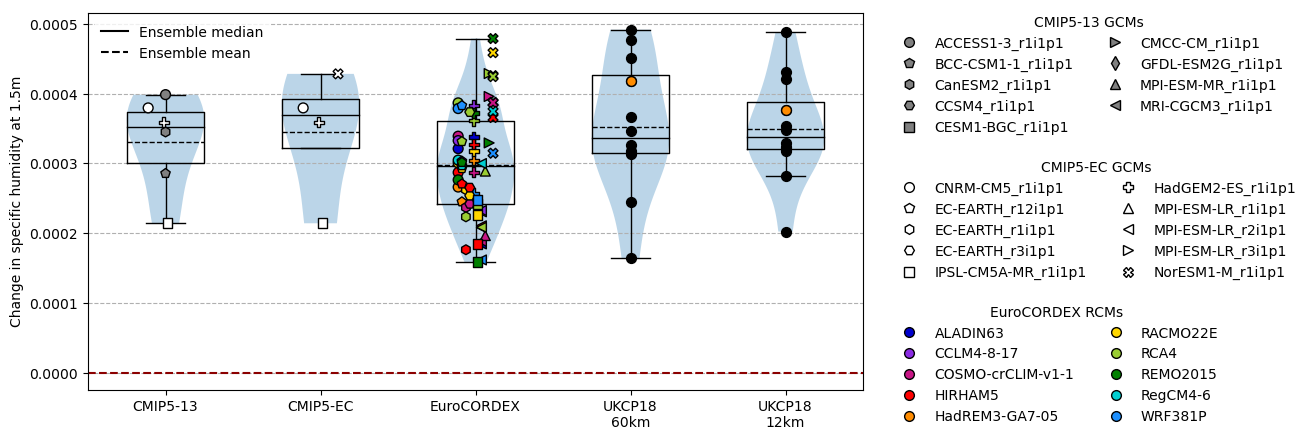 Change in specific humidity at 1.5m
0.0005
0.0004
0.0003
0.0002
0.0001
0.0000
Ensemble median
Ensemble mean
CMIP5-13
CMIP5-EC
EuroCORDEX
UKCP18
60km
UKCP18
12km
CMIP5-13 GCMs
ACCESS1-3_r1i1p1
BCC-CSM1-1_r1i1p1
CanESM2_r1i1p1
CCSM4_r1i1p1
CESM1-BGC_r1i1p1
CMCC-CM_r1i1p1
GFDL-ESM2G_r1i1p1
MPI-ESM-MR_r1i1p1
MRI-CGCM3_r1i1p1
CMIP5-EC GCMs
CNRM-CM5_r1i1p1
EC-EARTH_r12i1p1
EC-EARTH_r1i1p1
EC-EARTH_r3i1p1
IPSL-CM5A-MR_r1i1p1
HadGEM2-ES_r1i1p1
MPI-ESM-LR_r1i1p1
MPI-ESM-LR_r2i1p1
MPI-ESM-LR_r3i1p1
NorESM1-M_r1i1p1
EuroCORDEX RCMs
ALADIN63
CCLM4-8-17
COSMO-crCLIM-v1-1
HIRHAM5
HadREM3-GA7-05
RACMO22E
RCA4
REMO2015
RegCM4-6
WRF381P